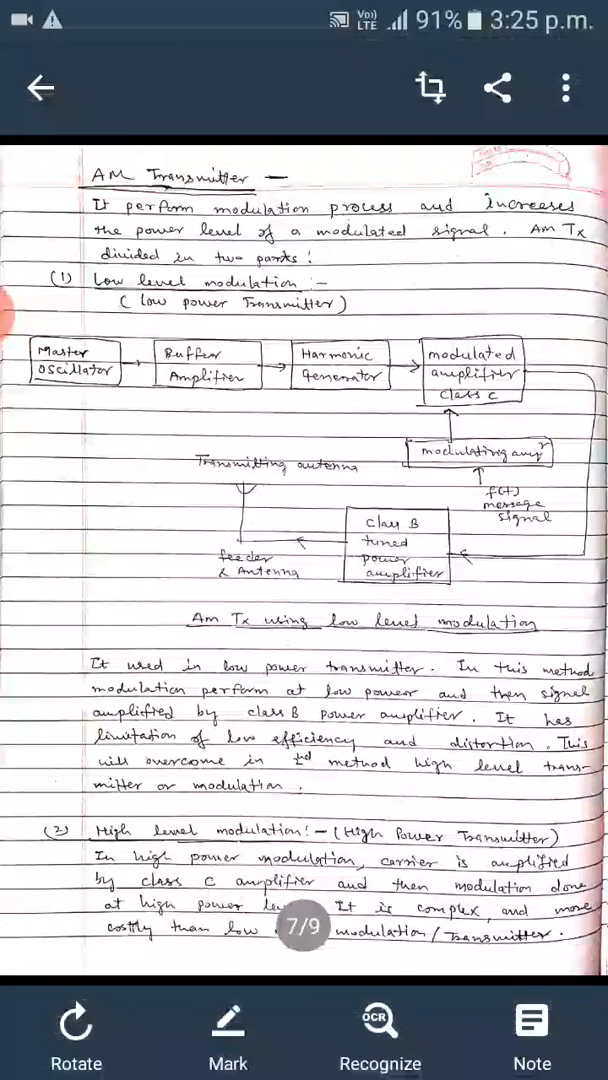 Vo))
LTE
91%
3:25 p.m.
AM Transmitter —
It perform modulation process and increases
the power level of a modulated signal. Am Tx
divided in two parts:
(1) Low level modulation :-
( low power Transmitter )
Master
oscillator
Buffer
Amplifier
Harmonic
generator
modulated
amplifier
class c
modulating ampr
f(t)
message
signal
Transmitting antenna
class B
tuned
power
amplifier
feeder
& Antenna
Am Tx using low level modulation
It used in low power transmitter. In this method
modulation perform at low power and then signal
amplified by class B power amplifier. It has
limitation of low efficiency and distortion. This
will overcome in method high level trans-
mitter or modulation.
(2) High level modulation:- (High Power Transmitter)
In high power modulation, carrier is amplified
by class c amplifier and then modulation done
at high power It is complex, and more
costly than low modulation/Transmitter.
7/9
Rotate
Mark
OCR
Recognize
Note